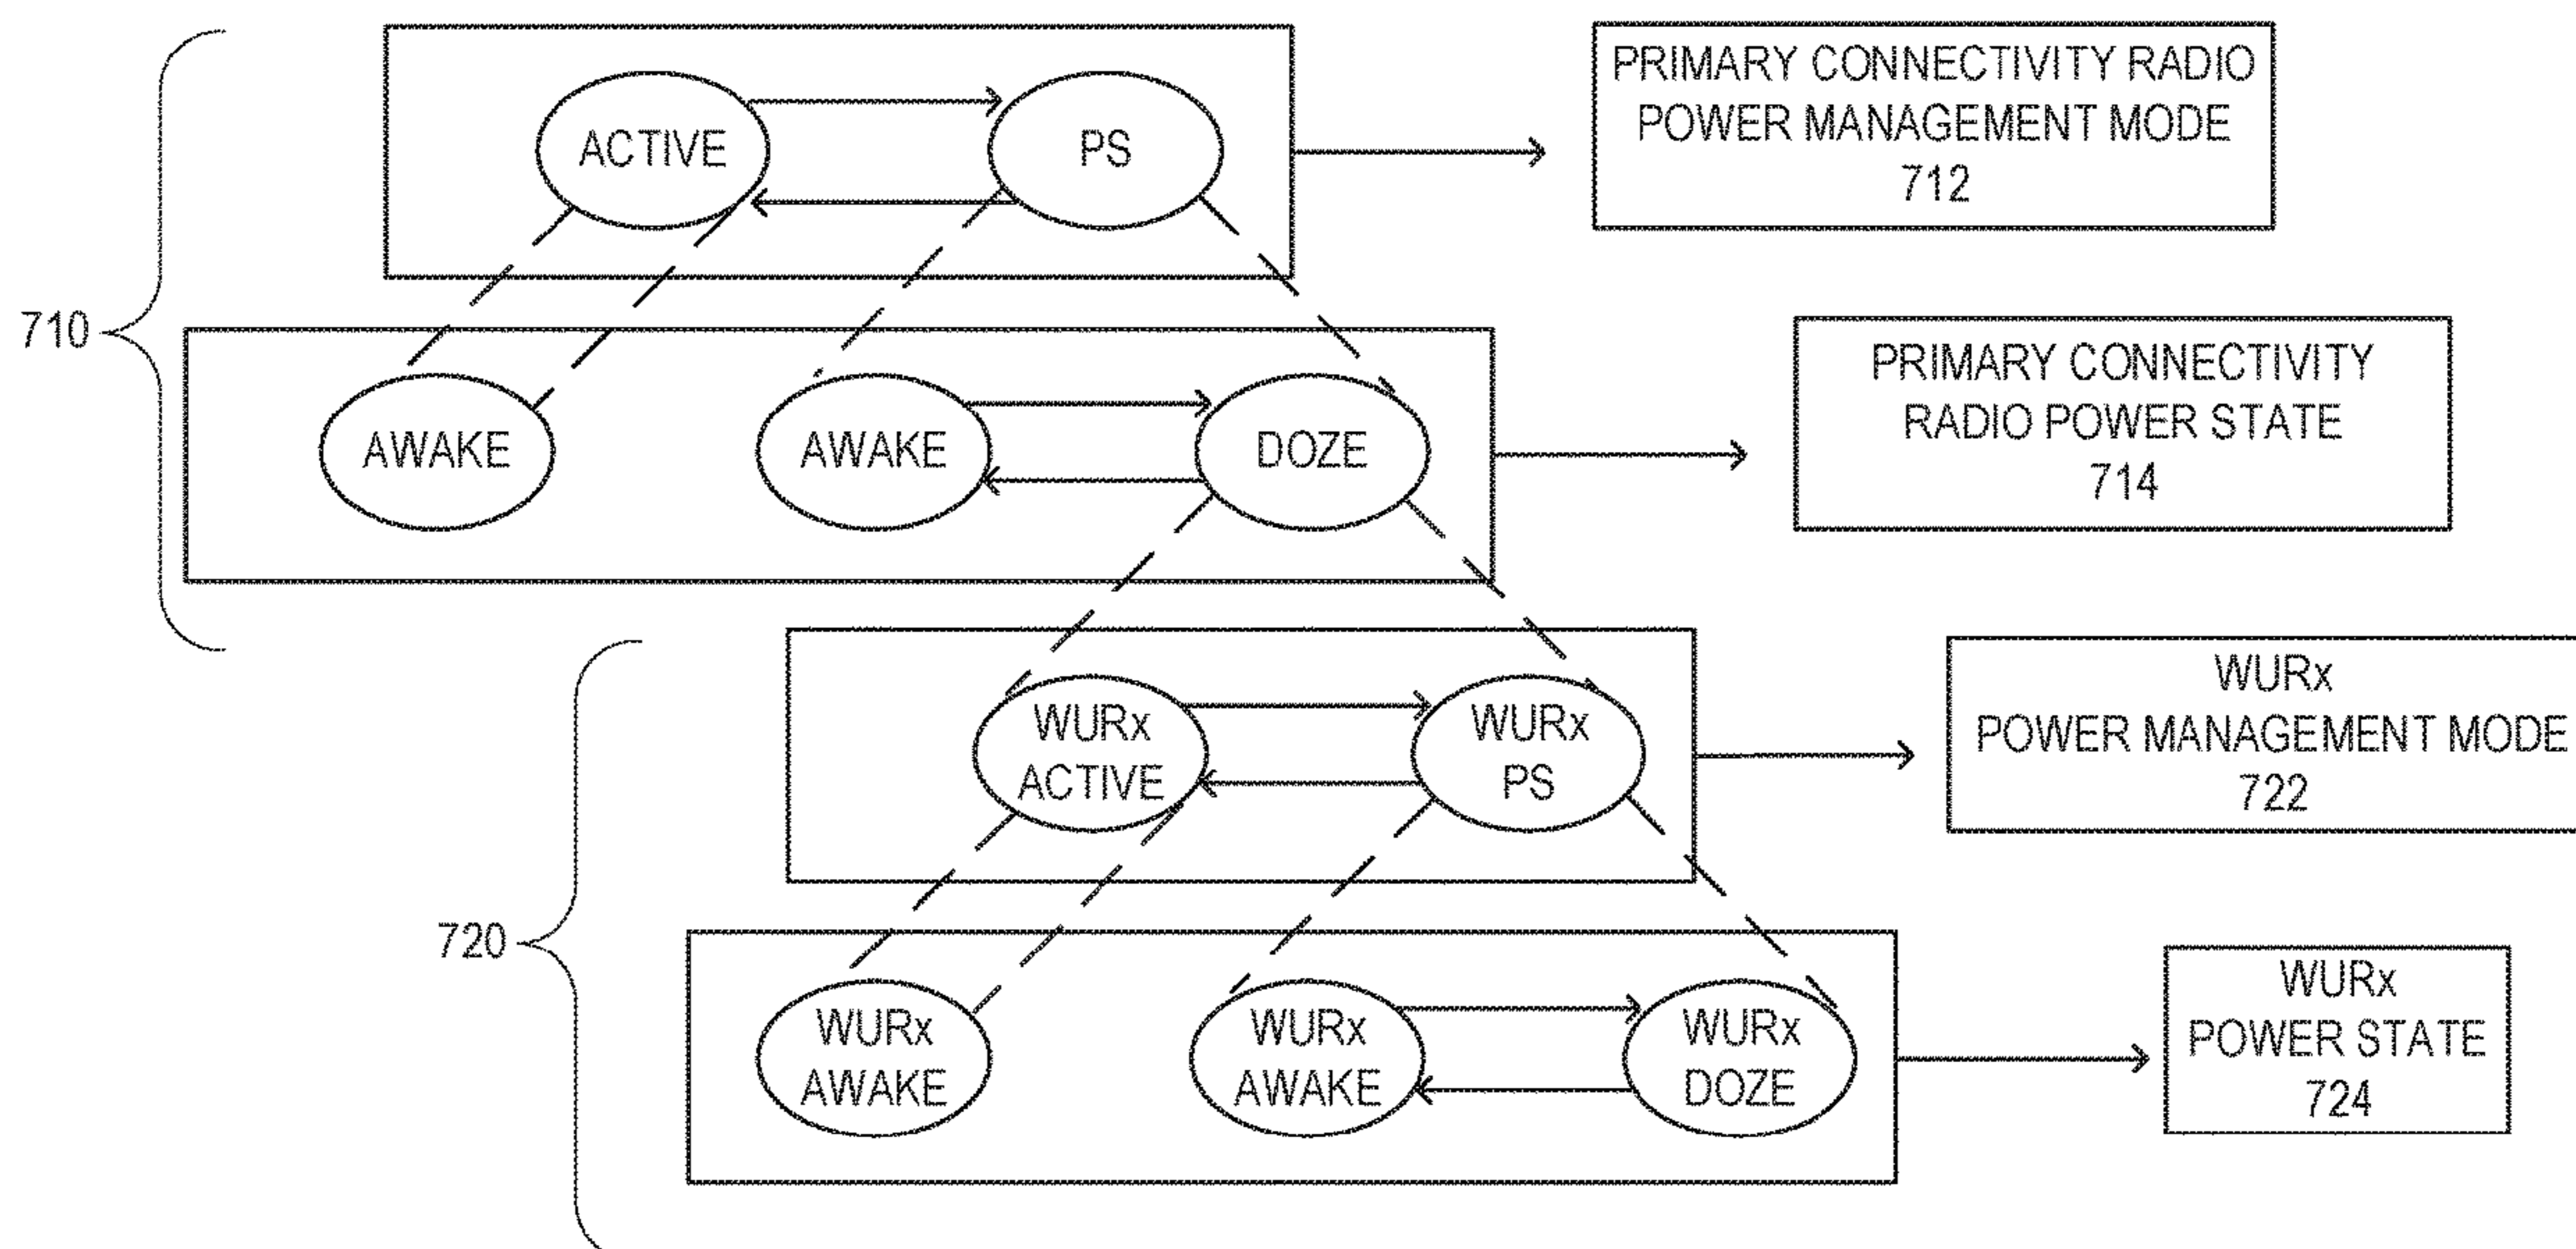 ACTIVE
PS
PRIMARY CONNECTIVITY RADIO
POWER MANAGEMENT MODE
712
710
AWAKE
AWAKE
DOZE
PRIMARY CONNECTIVITY
RADIO POWER STATE
714
WURx
ACTIVE
WURx
PS
WURx
POWER MANAGEMENT MODE
722
720
WURx
AWAKE
WURx
AWAKE
WURx
DOZE
WURx
POWER STATE
724